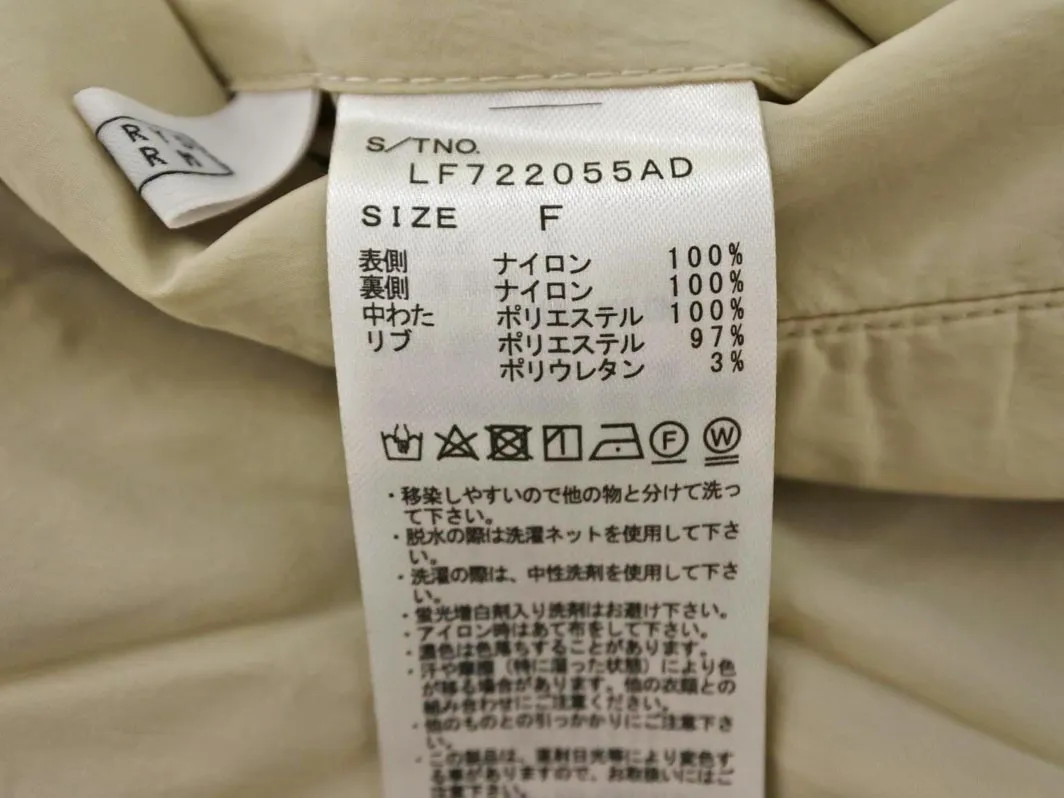 S/TNO.
LF722055AD
SIZE F
表側 ナイロン 100%
裏側 ナイロン 100%
中わた ポリエステル 100%
リブ ポリエステル 97%
ポリウレタン 3%
F W
・移染しやすいので他の物と分けて洗っ
て下さい。
・脱水の際は洗濯ネットを使用して下さ
い。
・洗濯の際は、中性洗剤を使用して下さ
い。
・蛍光増白剤入り洗剤はお避け下さい。
・アイロン時はあて布をして下さい。
・濃色は色落ちすることがあります。
・汗や摩擦（特に湿った状態）により色
が移る場合があります。他の衣類との
組み合わせにご注意ください。
・他のものとの引っかかりにご注意下さ
い。
・この製品は、直射日光等により変色す
る事がありますので、お取扱いにはご
注意下さい。